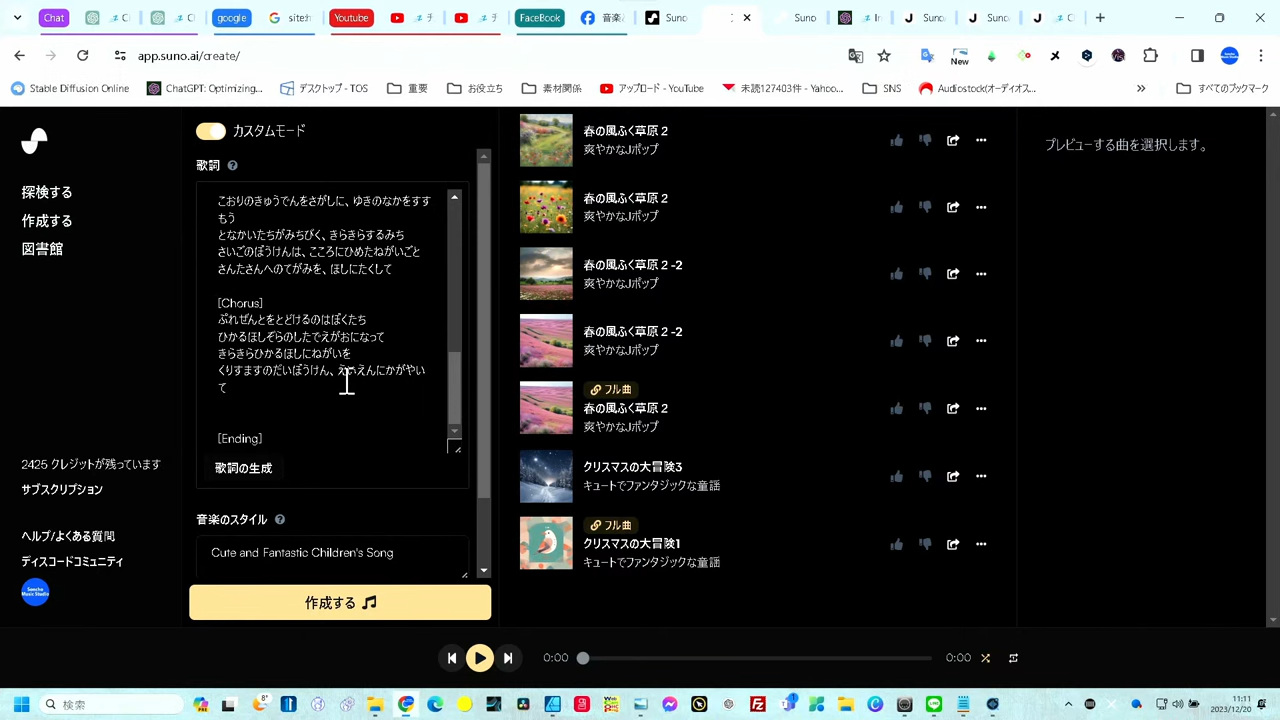 Chat
C
C
google
site:
Youtube
FaceBook
音楽
Suno
Suno
Suno
Suno
app.suno.ai/create/
New
Stable Diffusion Online
ChatGPT: Optimizing...
デスクトップ - TOS
重要
お役立ち
素材関係
アップロード - YouTube
未読127403件 - Yahoo...
SNS
Audiostock(オーディオス...
»
すべてのブックマーク
カスタムモード
歌詞
探検する
作成する
図書館
こおりのきゅうでんをさがしに、ゆきのなかをすす
もう
となかいたちがみちびく、きらきらするみち
さいごのぼうけんは、こころにひめたねがいごと
さんたさんへのてがみを、ほしにたくして
[Chorus]
ぷれぜんとをとどけるのはぼくたち
ひかるほしぞらのしたでえがおになって
きらきらひかるほしにねがいを
くりすますのだいぼうけん、えいえんにかがやい
て
[Ending]
歌詞の生成
音楽のスタイル
Cute and Fantastic Children's Song
作成する
2425 クレジットが残っています
サブスクリプション
ヘルプ/よくある質問
ディスコードコミュニティ
Sancho
Music Studio
春の風ふく草原 2
爽やかなJポップ
春の風ふく草原 2
爽やかなJポップ
春の風ふく草原 2 -2
爽やかなJポップ
春の風ふく草原 2 -2
爽やかなJポップ
フル曲
春の風ふく草原 2
爽やかなJポップ
クリスマスの大冒険3
キュートでファンタジックな童謡
フル曲
クリスマスの大冒険1
キュートでファンタジックな童謡
プレビューする曲を選択します。
0:00
0:00
検索
8°
11:11
2023/12/20